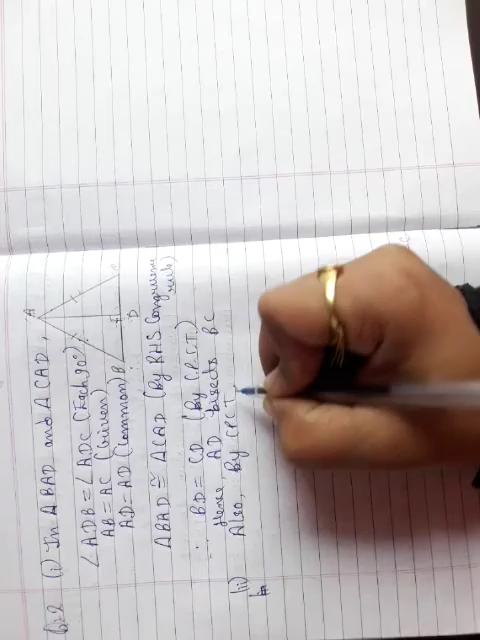 Q.2 (i) In ΔBAD and ΔCAD,
∠ADB = ∠ADC (Each 90°)
AB = AC (Given)
AD = AD (Common)
A
B
D
C
ΔBAD ≅ ΔCAD (By RHS Congruence rule)
∴ BD = CD (By CPCT)
Hence, AD bisects BC
(ii) Also, By CPCT